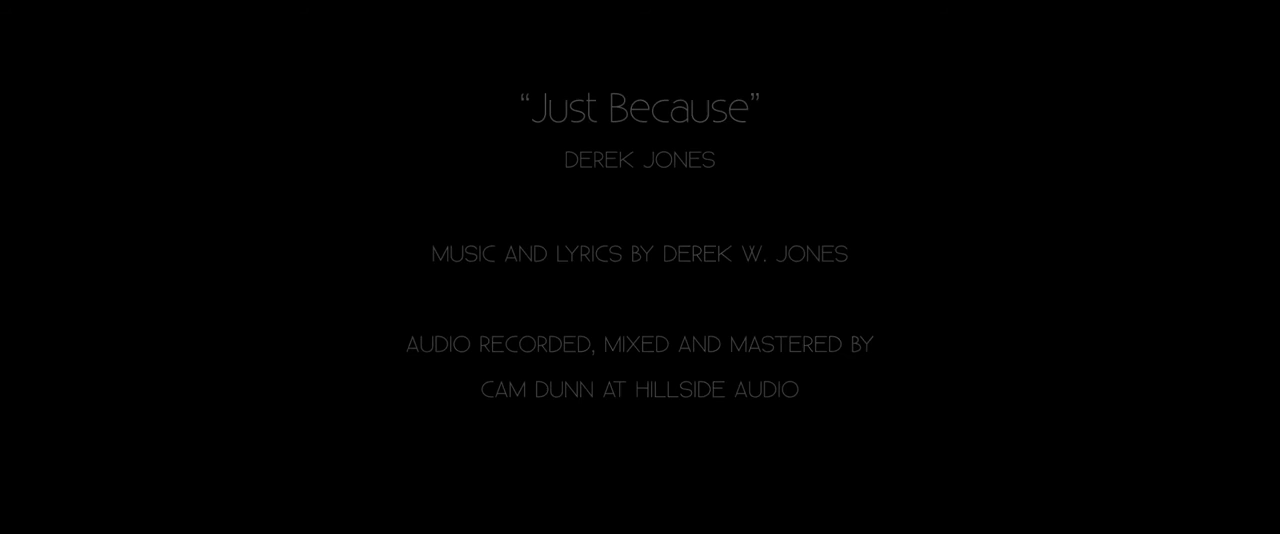 “Just Because”
DEREK JONES
MUSIC AND LYRICS BY DEREK W. JONES
AUDIO RECORDED, MIXED AND MASTERED BY
CAM DUNN AT HILLSIDE AUDIO